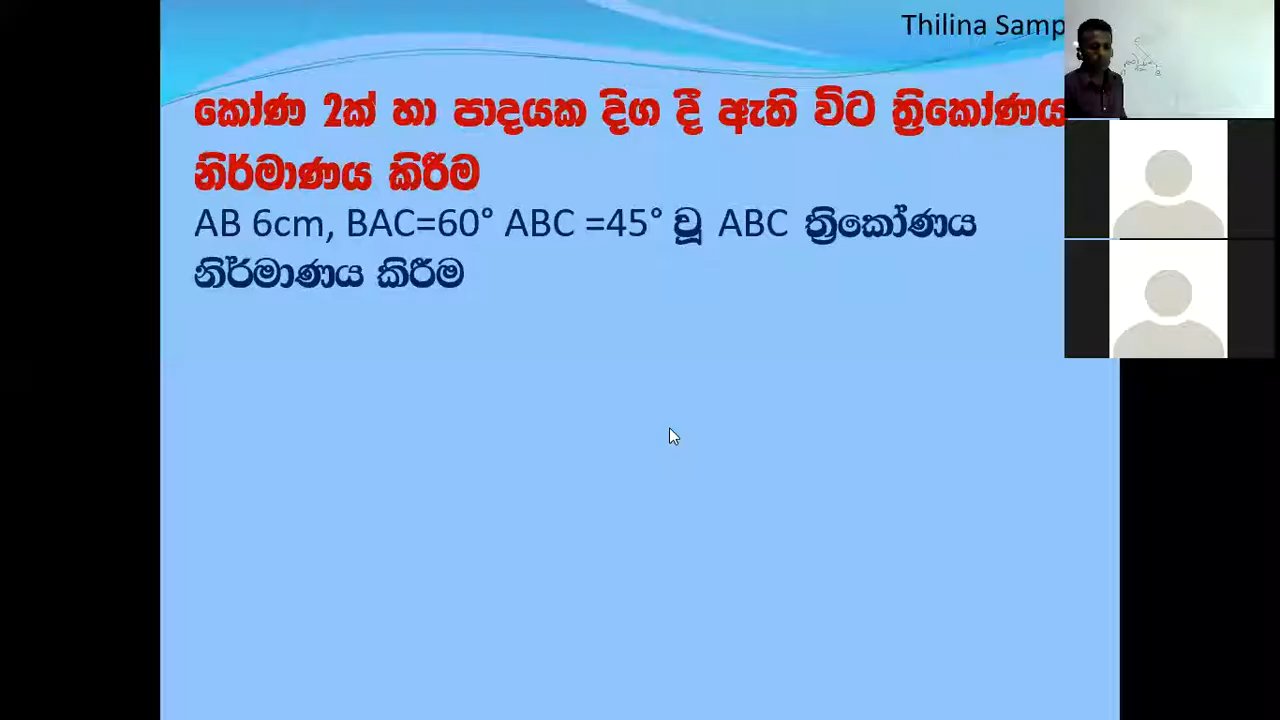 Thilina Samp
කෝණ 2ක් හා පාදයක දිග දී ඇති විට ත්‍රිකෝණය
නිර්මාණය කිරීම
AB 6cm, BAC=60° ABC =45° වූ ABC ත්‍රිකෝණය
නිර්මාණය කිරීම